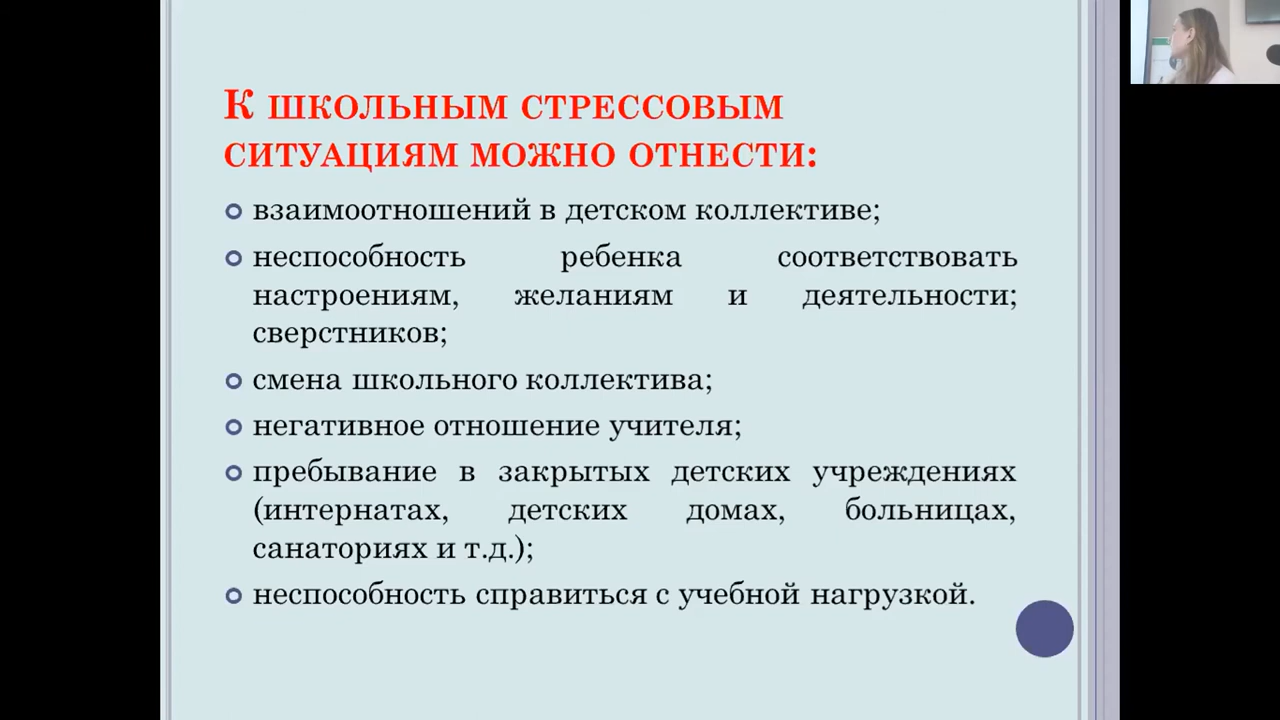 К школьным стрессовым
ситуациям можно отнести:
взаимоотношений в детском коллективе;
неспособность ребенка соответствовать
настроениям, желаниям и деятельности;
сверстников;
смена школьного коллектива;
негативное отношение учителя;
пребывание в закрытых детских учреждениях
(интернатах, детских домах, больницах,
санаториях и т.д.);
неспособность справиться с учебной нагрузкой.